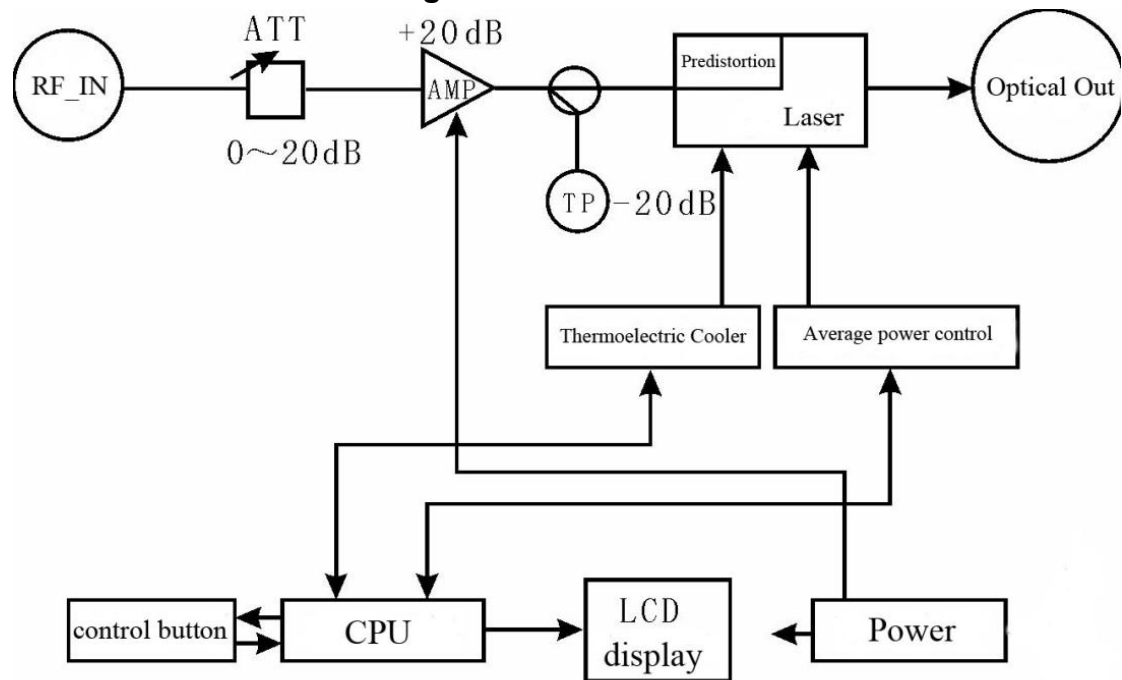 ATT
+20dB
RF_IN
AMP
Predistortion
Laser
Optical Out
0～20dB
TP
-20dB
Thermoelectric Cooler
Average power control
control button
CPU
LCD
display
Power